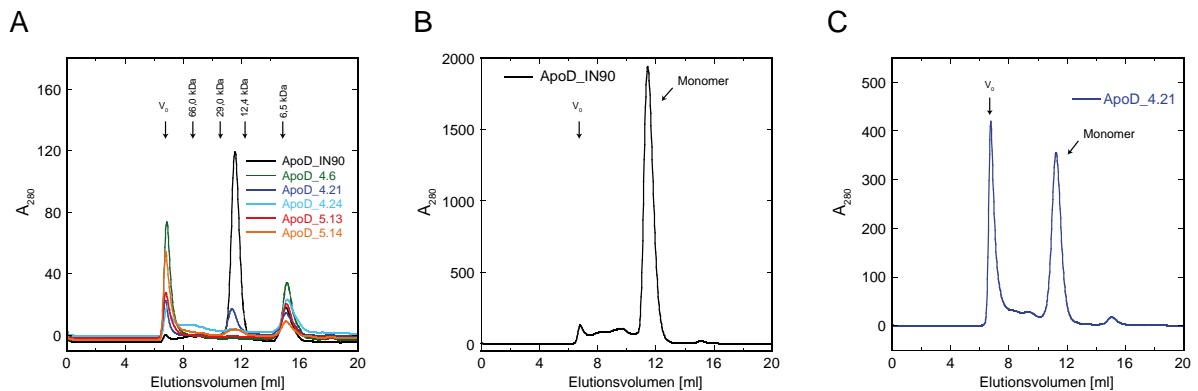 A
160
120
80
40
0
A280
0 4 8 12 16 20
Elutionsvolumen [ml]
Vo
66,0 kDa
29,0 kDa
12,4 kDa
6,5 kDa
ApoD_IN90
ApoD_4.6
ApoD_4.21
ApoD_4.24
ApoD_5.13
ApoD_5.14
B
2000
1500
1000
500
0
A280
0 4 8 12 16 20
Elutionsvolumen [ml]
ApoD_IN90
Vo
Monomer
C
500
400
300
200
100
0
A280
0 4 8 12 16 20
Elutionsvolumen [ml]
Vo
ApoD_4.21
Monomer